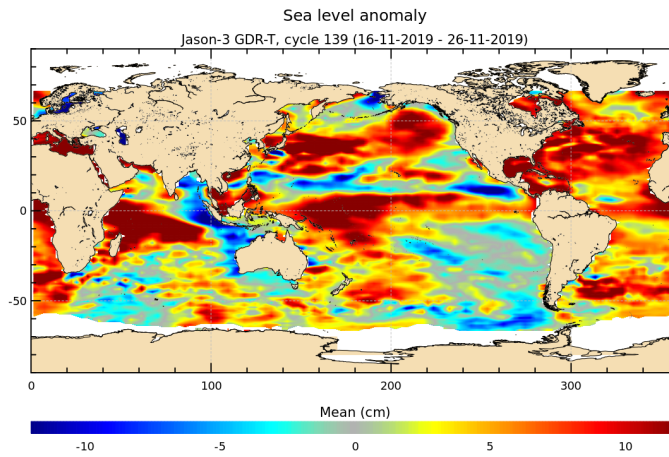 Sea level anomaly
Jason-3 GDR-T, cycle 139 (16-11-2019 - 26-11-2019)
50
0
-50
0 100 200 300
Mean (cm)
-10 -5 0 5 10